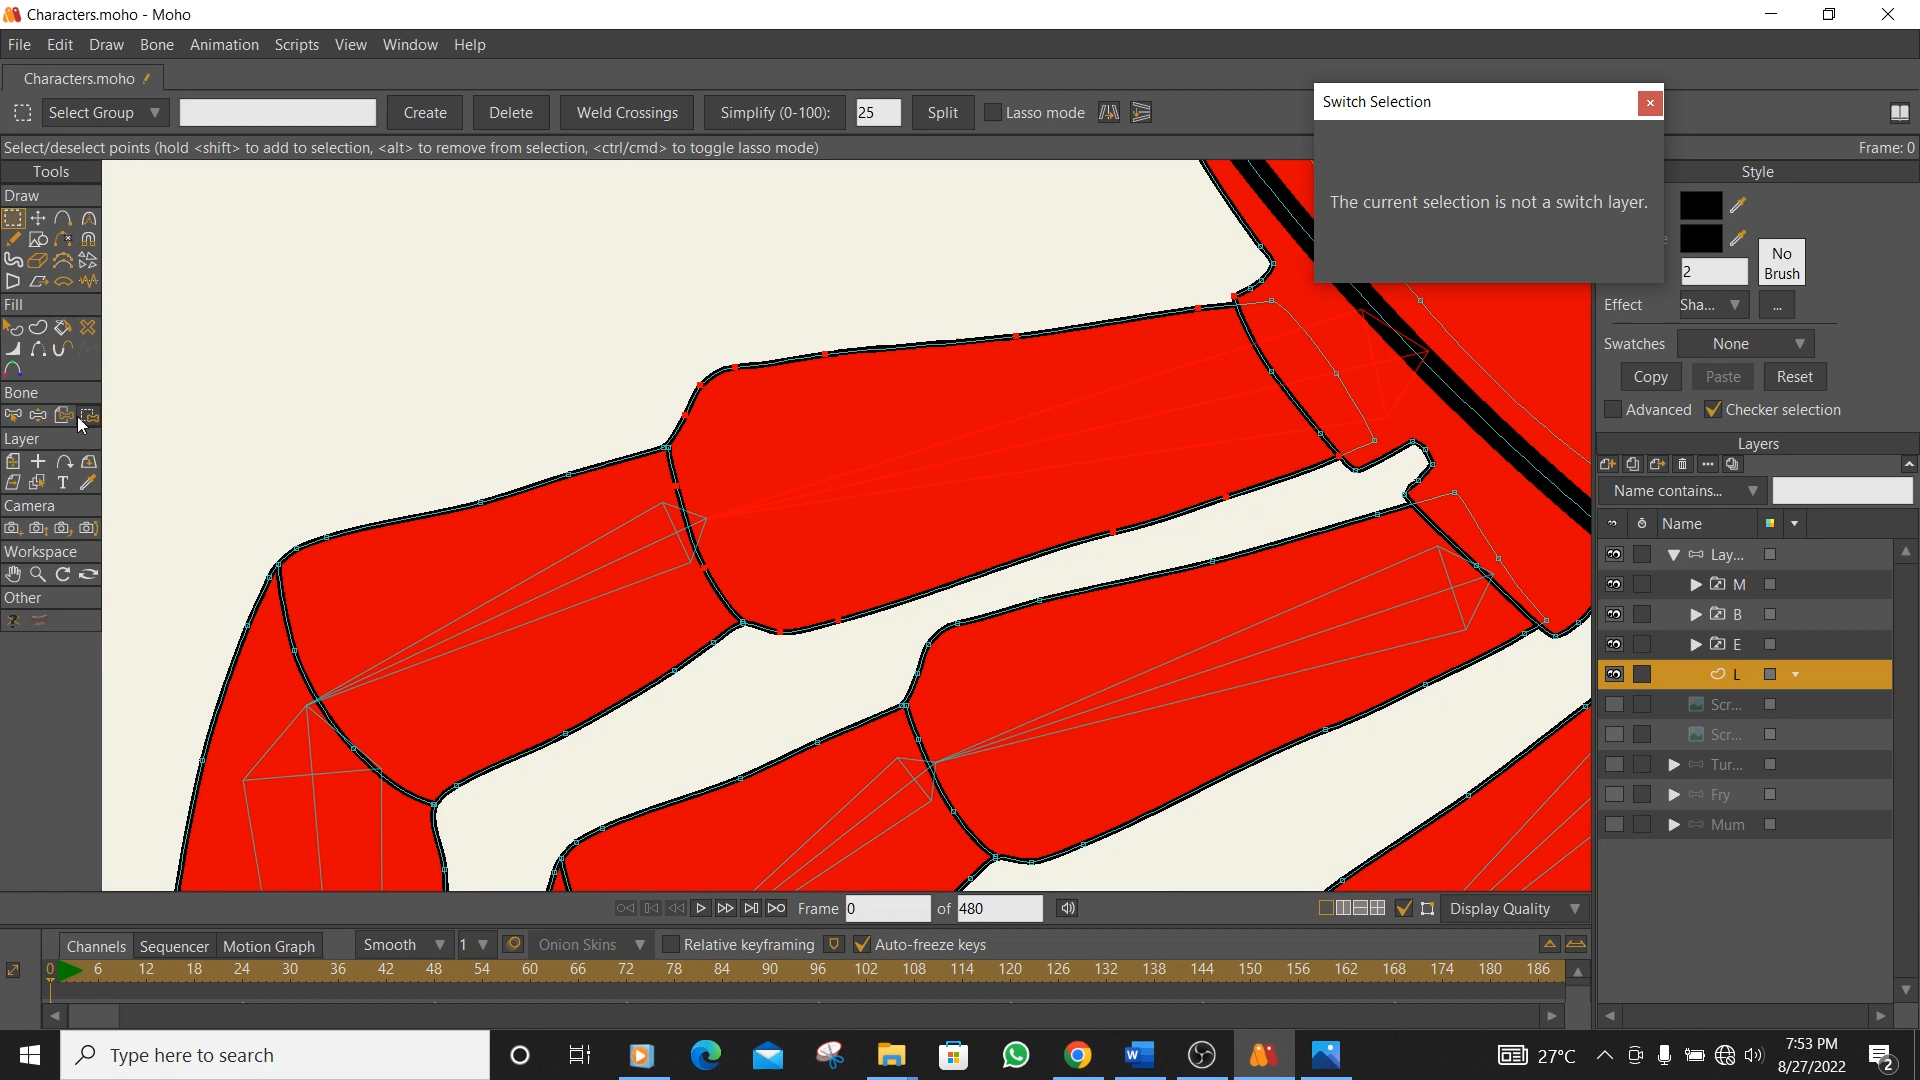 Characters.moho - Moho
File Edit Draw Bone Animation Scripts View Window Help
Characters.moho
Select Group Create Delete Weld Crossings Simplify (0-100): 25 Split Lasso mode
Switch Selection
The current selection is not a switch layer.
Select/deselect points (hold <shift> to add to selection, <alt> to remove from selection, <ctrl/cmd> to toggle lasso mode)
Frame: 0
Tools
Draw
Fill
Bone
Layer
T
Camera
Workspace
Other
Style
2
No
Brush
Effect Sha... ...
Swatches None
Copy Paste Reset
Advanced Checker selection
Layers
Name contains...
Name
Lay...
M
B
E
L
Scr...
Scr...
Tur...
Fry
Mum
Frame 0 of 480 Display Quality
Channels Sequencer Motion Graph Smooth 1 Onion Skins Relative keyframing Auto-freeze keys
0 6 12 18 24 30 36 42 48 54 60 66 72 78 84 90 96 102 108 114 120 126 132 138 144 150 156 162 168 174 180 186
Type here to search
27°C
7:53 PM
8/27/2022
2